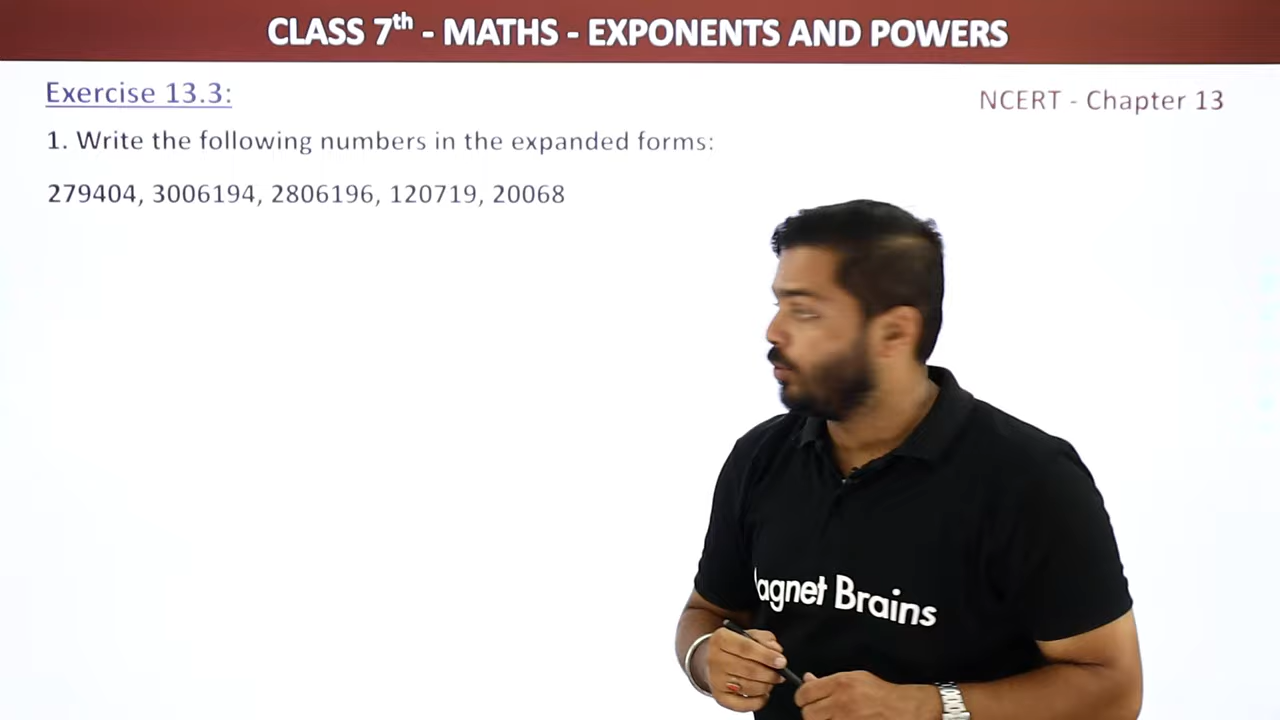 CLASS 7th - MATHS - EXPONENTS AND POWERS
Exercise 13.3:
NCERT - Chapter 13
1. Write the following numbers in the expanded forms:
279404, 3006194, 2806196, 120719, 20068
agnet Brains